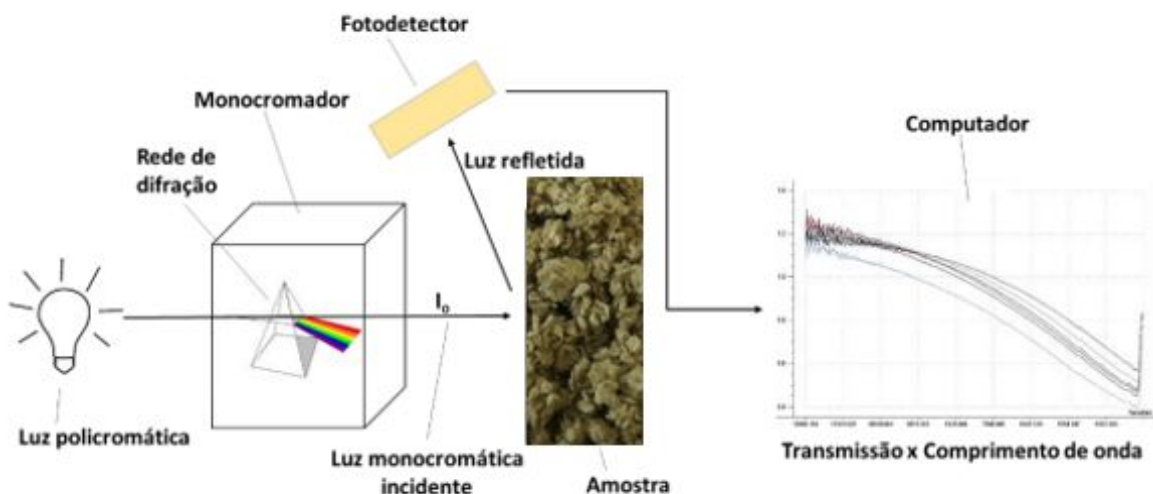 Fotodetector
Monocromador
Computador
Luz refletida
Rede de
difração
I₀
Luz policromática
Luz monocromática
incidente
Amostra
Transmissão x Comprimento de onda